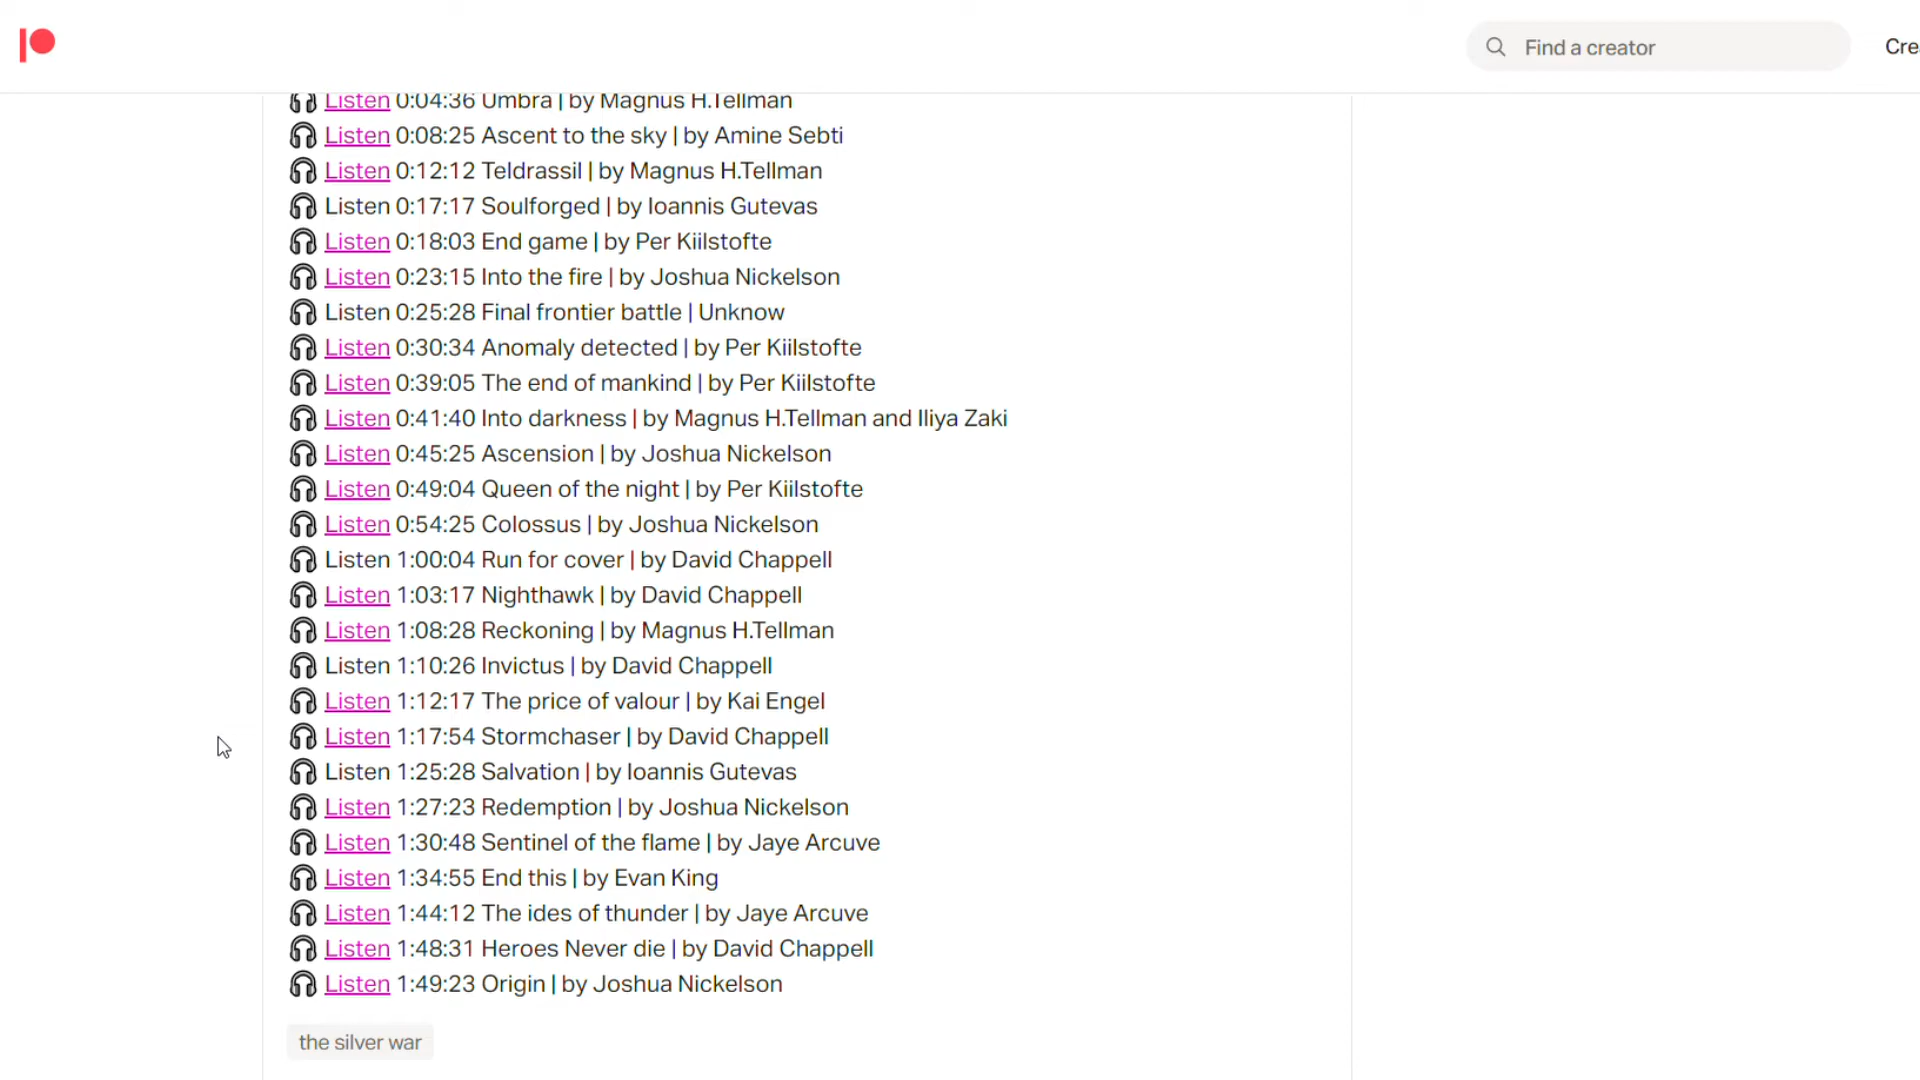 Find a creator
Cre
Listen 0:04:36 Umbra | by Magnus H.Tellman
Listen 0:08:25 Ascent to the sky | by Amine Sebti
Listen 0:12:12 Teldrassil | by Magnus H.Tellman
Listen 0:17:17 Soulforged | by Ioannis Gutevas
Listen 0:18:03 End game | by Per Kiilstofte
Listen 0:23:15 Into the fire | by Joshua Nickelson
Listen 0:25:28 Final frontier battle | Unknow
Listen 0:30:34 Anomaly detected | by Per Kiilstofte
Listen 0:39:05 The end of mankind | by Per Kiilstofte
Listen 0:41:40 Into darkness | by Magnus H.Tellman and Iliya Zaki
Listen 0:45:25 Ascension | by Joshua Nickelson
Listen 0:49:04 Queen of the night | by Per Kiilstofte
Listen 0:54:25 Colossus | by Joshua Nickelson
Listen 1:00:04 Run for cover | by David Chappell
Listen 1:03:17 Nighthawk | by David Chappell
Listen 1:08:28 Reckoning | by Magnus H.Tellman
Listen 1:10:26 Invictus | by David Chappell
Listen 1:12:17 The price of valour | by Kai Engel
Listen 1:17:54 Stormchaser | by David Chappell
Listen 1:25:28 Salvation | by Ioannis Gutevas
Listen 1:27:23 Redemption | by Joshua Nickelson
Listen 1:30:48 Sentinel of the flame | by Jaye Arcuve
Listen 1:34:55 End this | by Evan King
Listen 1:44:12 The ides of thunder | by Jaye Arcuve
Listen 1:48:31 Heroes Never die | by David Chappell
Listen 1:49:23 Origin | by Joshua Nickelson
the silver war